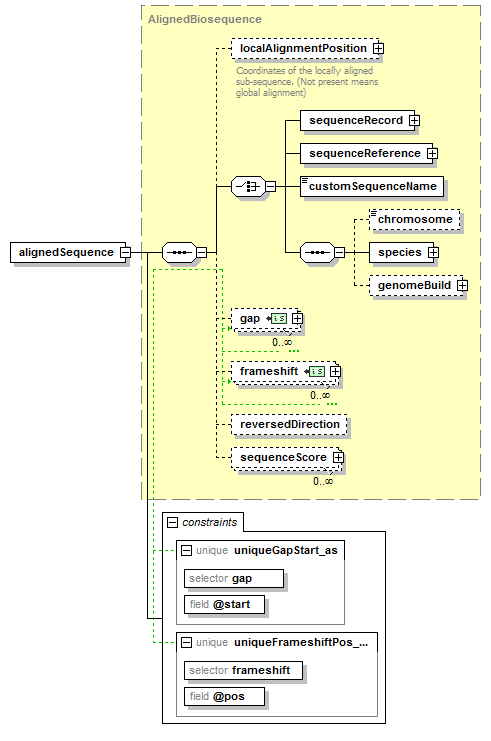 AlignedBiosequence
localAlignmentPosition
Coordinates of the locally aligned
sub-sequence. (Not present means
global alignment)
sequenceRecord
sequenceReference
customSequenceName
chromosome
alignedSequence
species
genomeBuild
gap
0..∞
frameshift
0..∞
reversedDirection
sequenceScore
0..∞
constraints
unique uniqueGapStart_as
selector gap
field @start
unique uniqueFrameshiftPos_...
selector frameshift
field @pos